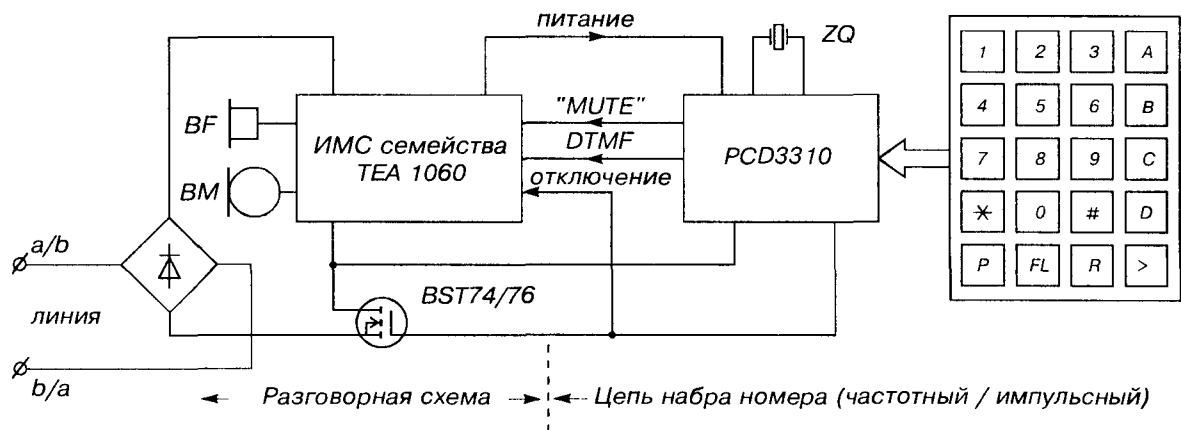 питание
ZQ
BF
BM
ИМС семейства
TEA 1060
"MUTE"
DTMF
отключение
PCD3310
1 2 3 A
4 5 6 B
7 8 9 C
* 0 # D
P FL R >
a/b
линия
b/a
BST74/76
Разговорная схема
Цепь набра номера (частотный / импульсный)